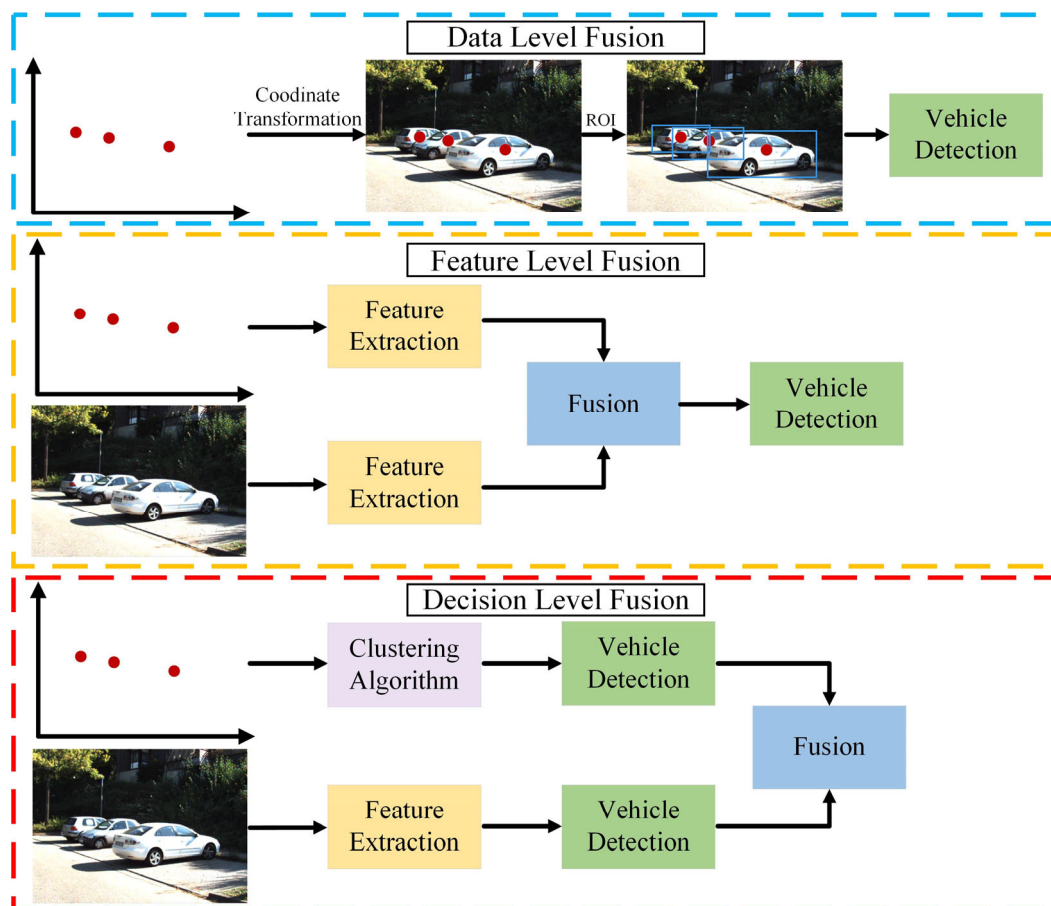 Data Level Fusion
Coodinate
Transformation
ROI
Vehicle
Detection
Feature Level Fusion
Feature
Extraction
Fusion
Vehicle
Detection
Feature
Extraction
Decision Level Fusion
Clustering
Algorithm
Vehicle
Detection
Fusion
Feature
Extraction
Vehicle
Detection